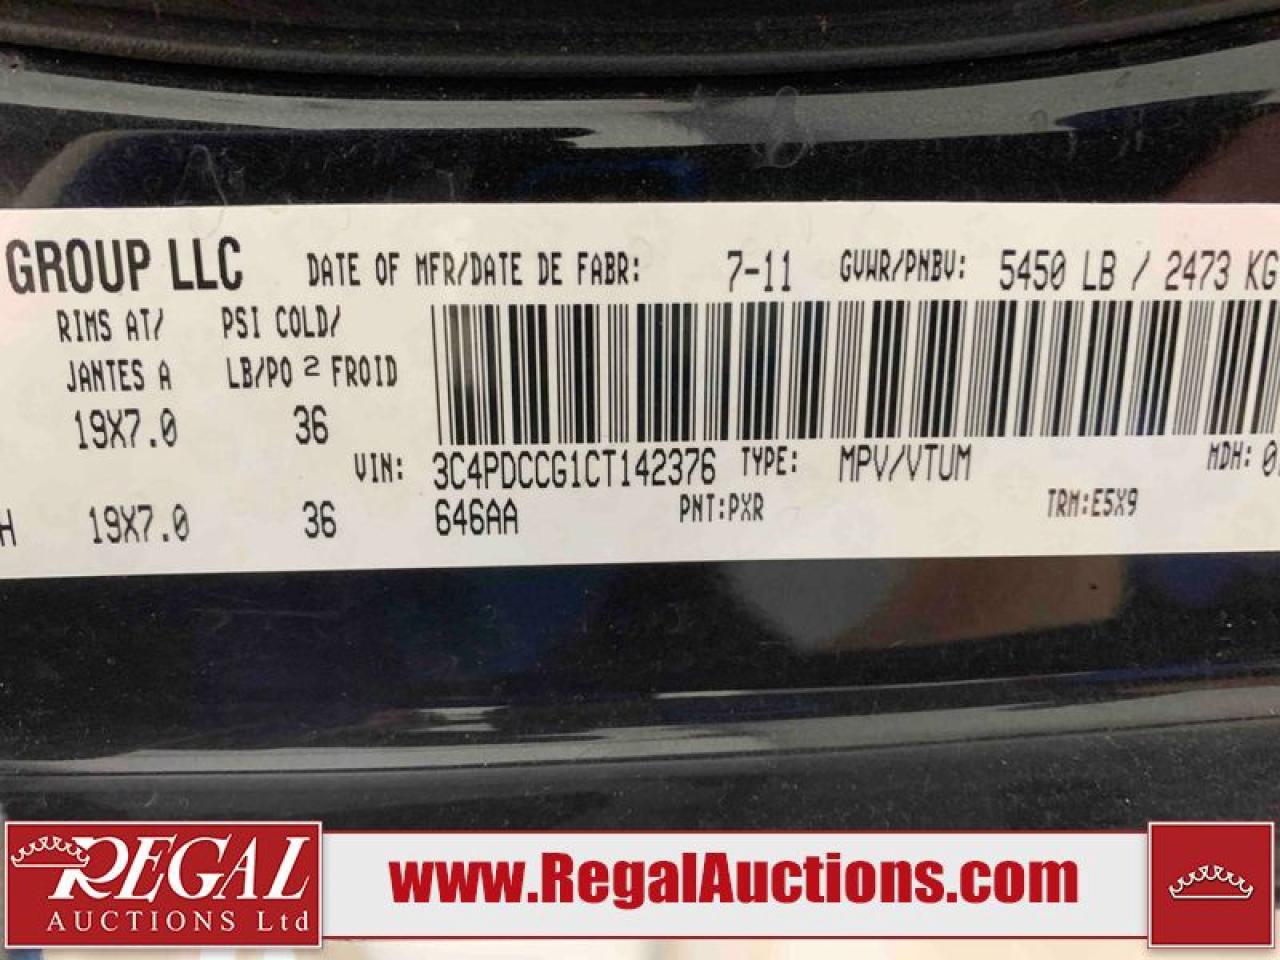 GROUP LLC DATE OF MFR/DATE DE FABR: 7-11 GVWR/PNBV: 5450 LB / 2473 KG
RIMS AT/ PSI COLD/
JANTES A LB/PO 2 FROID
19X7.0 36
VIN: 3C4PDCCG1CT142376 TYPE: MPV/VTUM MDH: 0
H 19X7.0 36 646AA PNT:PXR TRM:E5X9
REGAL
AUCTIONS Ltd
www.RegalAuctions.com